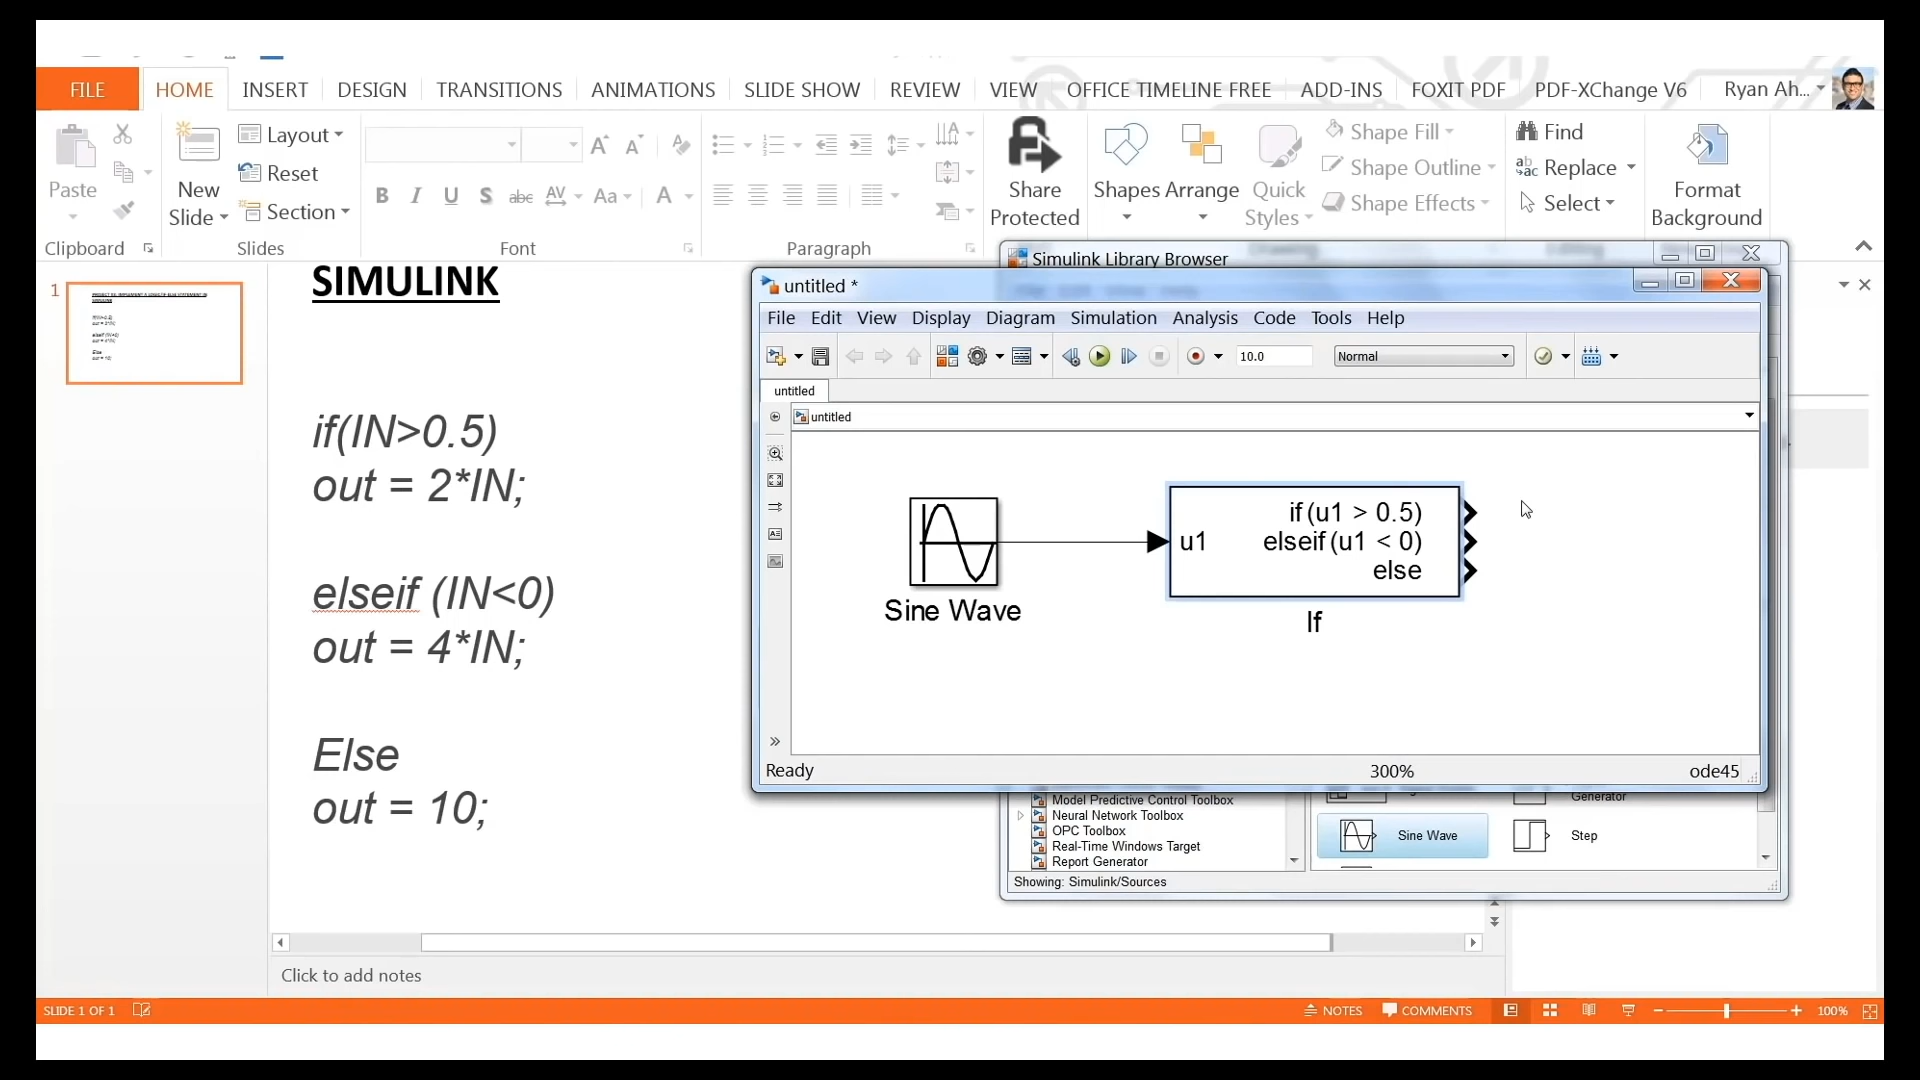 FILE HOME INSERT DESIGN TRANSITIONS ANIMATIONS SLIDE SHOW REVIEW VIEW OFFICE TIMELINE FREE ADD-INS FOXIT PDF PDF-XChange V6 Ryan Ah...
Paste
New Slide
Layout
Reset
Section
B I U S abc AV Aa A
Share Protected
Shapes Arrange
Quick Styles
Shape Fill
Shape Outline
Shape Effects
Find
Replace
Select
Format Background
Clipboard Slides Font Paragraph
1
SIMULINK
if(IN>0.5)
out = 2*IN;
elseif (IN<0)
out = 4*IN;
Else
out = 10;
Simulink Library Browser
untitled *
File Edit View Display Diagram Simulation Analysis Code Tools Help
10.0 Normal
untitled
untitled
Sine Wave
u1
if(u1 > 0.5)
elseif(u1 < 0)
else
If
Ready 300% ode45
Model Predictive Control Toolbox
Neural Network Toolbox
OPC Toolbox
Real-Time Windows Target
Report Generator
Generator
Sine Wave Step
Showing: Simulink/Sources
Click to add notes
SLIDE 1 OF 1 NOTES COMMENTS 100%